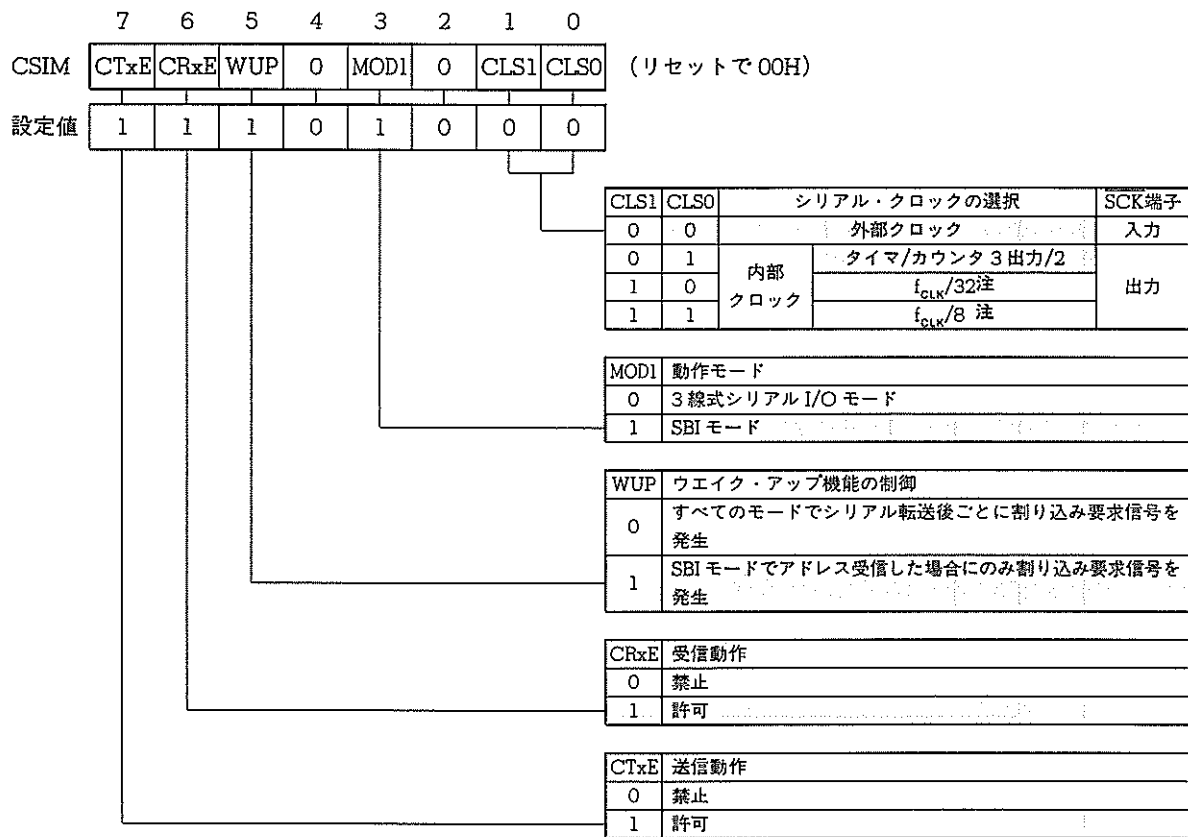 7 6 5 4 3 2 1 0
CSIM CTxE CRxE WUP 0 MOD1 0 CLS1 CLS0 (リセットで00H)
設定値 1 1 1 0 1 0 0 0
CLS1 CLS0 シリアル・クロックの選択 SCK端子
0 0 外部クロック 入力
0 1 内部クロック タイマ/カウンタ3出力/2 出力
1 0 fCLK/32注
1 1 fCLK/8 注
MOD1 動作モード
0 3線式シリアルI/Oモード
1 SBIモード
WUP ウエイク・アップ機能の制御
0 すべてのモードでシリアル転送後ごとに割り込み要求信号を
発生
1 SBIモードでアドレス受信した場合にのみ割り込み要求信号を
発生
CRxE 受信動作
0 禁止
1 許可
CTxE 送信動作
0 禁止
1 許可